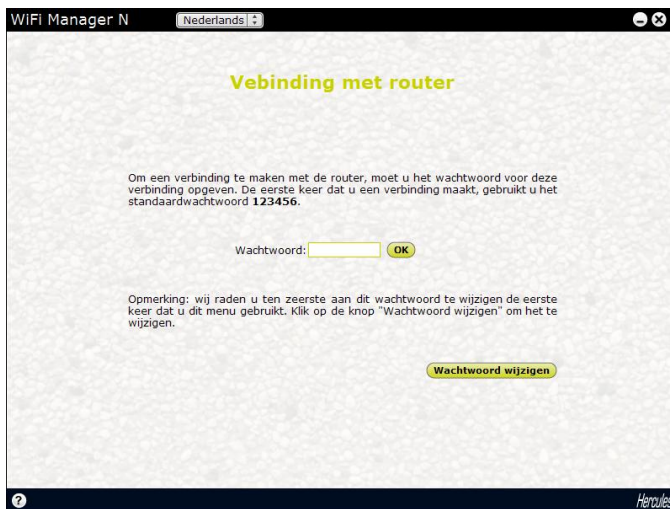 WiFi Manager N
Nederlands
Vebinding met router
Om een verbinding te maken met de router, moet u het wachtwoord voor deze
verbinding opgeven. De eerste keer dat u een verbinding maakt, gebruikt u het
standaardwachtwoord 123456.
Wachtwoord:
OK
Opmerking: wij raden u ten zeerste aan dit wachtwoord te wijzigen de eerste
keer dat u dit menu gebruikt. Klik op de knop "Wachtwoord wijzigen" om het te
wijzigen.
Wachtwoord wijzigen
?
Hercules